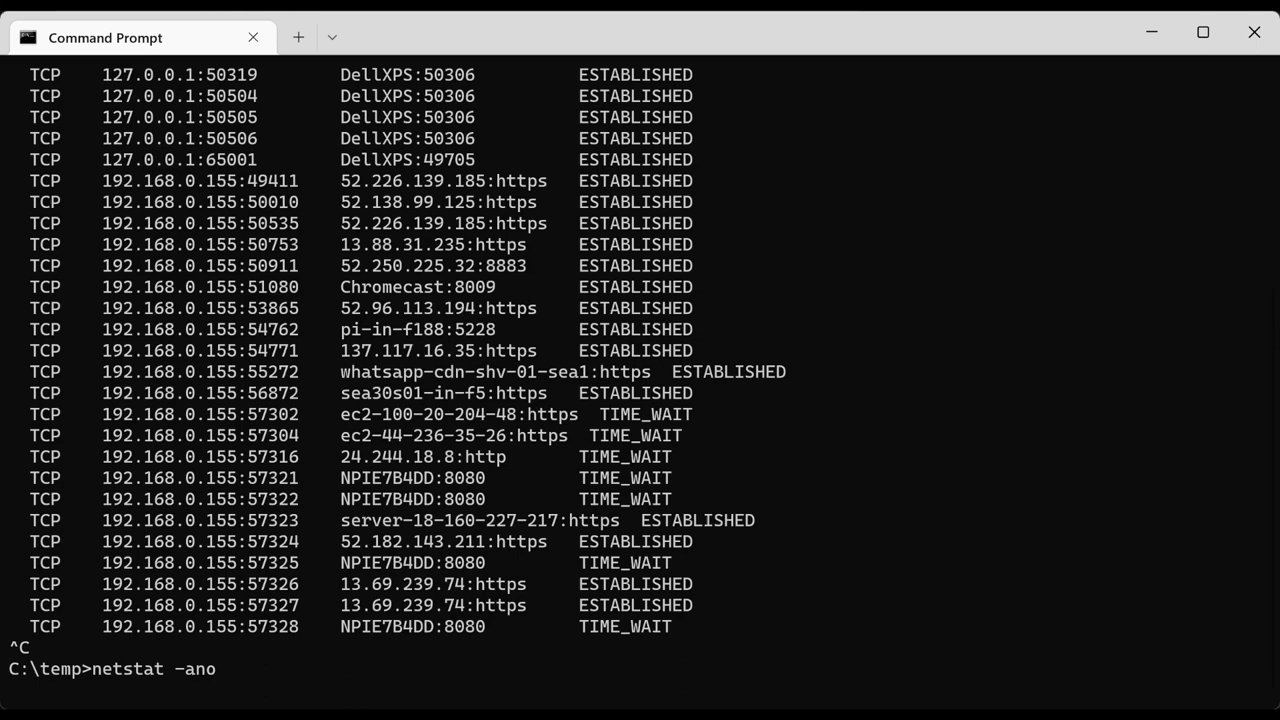 Command Prompt
TCP    127.0.0.1:50319        DellXPS:50306          ESTABLISHED
TCP    127.0.0.1:50504        DellXPS:50306          ESTABLISHED
TCP    127.0.0.1:50505        DellXPS:50306          ESTABLISHED
TCP    127.0.0.1:50506        DellXPS:50306          ESTABLISHED
TCP    127.0.0.1:65001        DellXPS:49705          ESTABLISHED
TCP    192.168.0.155:49411    52.226.139.185:https   ESTABLISHED
TCP    192.168.0.155:50010    52.138.99.125:https    ESTABLISHED
TCP    192.168.0.155:50535    52.226.139.185:https   ESTABLISHED
TCP    192.168.0.155:50753    13.88.31.235:https     ESTABLISHED
TCP    192.168.0.155:50911    52.250.225.32:8883     ESTABLISHED
TCP    192.168.0.155:51080    Chromecast:8009        ESTABLISHED
TCP    192.168.0.155:53865    52.96.113.194:https    ESTABLISHED
TCP    192.168.0.155:54762    pi-in-f188:5228        ESTABLISHED
TCP    192.168.0.155:54771    137.117.16.35:https    ESTABLISHED
TCP    192.168.0.155:55272    whatsapp-cdn-shv-01-sea1:https  ESTABLISHED
TCP    192.168.0.155:56872    sea30s01-in-f5:https   ESTABLISHED
TCP    192.168.0.155:57302    ec2-100-20-204-48:https  TIME_WAIT
TCP    192.168.0.155:57304    ec2-44-236-35-26:https  TIME_WAIT
TCP    192.168.0.155:57316    24.244.18.8:http       TIME_WAIT
TCP    192.168.0.155:57321    NPIE7B4DD:8080         TIME_WAIT
TCP    192.168.0.155:57322    NPIE7B4DD:8080         TIME_WAIT
TCP    192.168.0.155:57323    server-18-160-227-217:https  ESTABLISHED
TCP    192.168.0.155:57324    52.182.143.211:https   ESTABLISHED
TCP    192.168.0.155:57325    NPIE7B4DD:8080         TIME_WAIT
TCP    192.168.0.155:57326    13.69.239.74:https     ESTABLISHED
TCP    192.168.0.155:57327    13.69.239.74:https     ESTABLISHED
TCP    192.168.0.155:57328    NPIE7B4DD:8080         TIME_WAIT
^C
C:\temp>netstat -ano